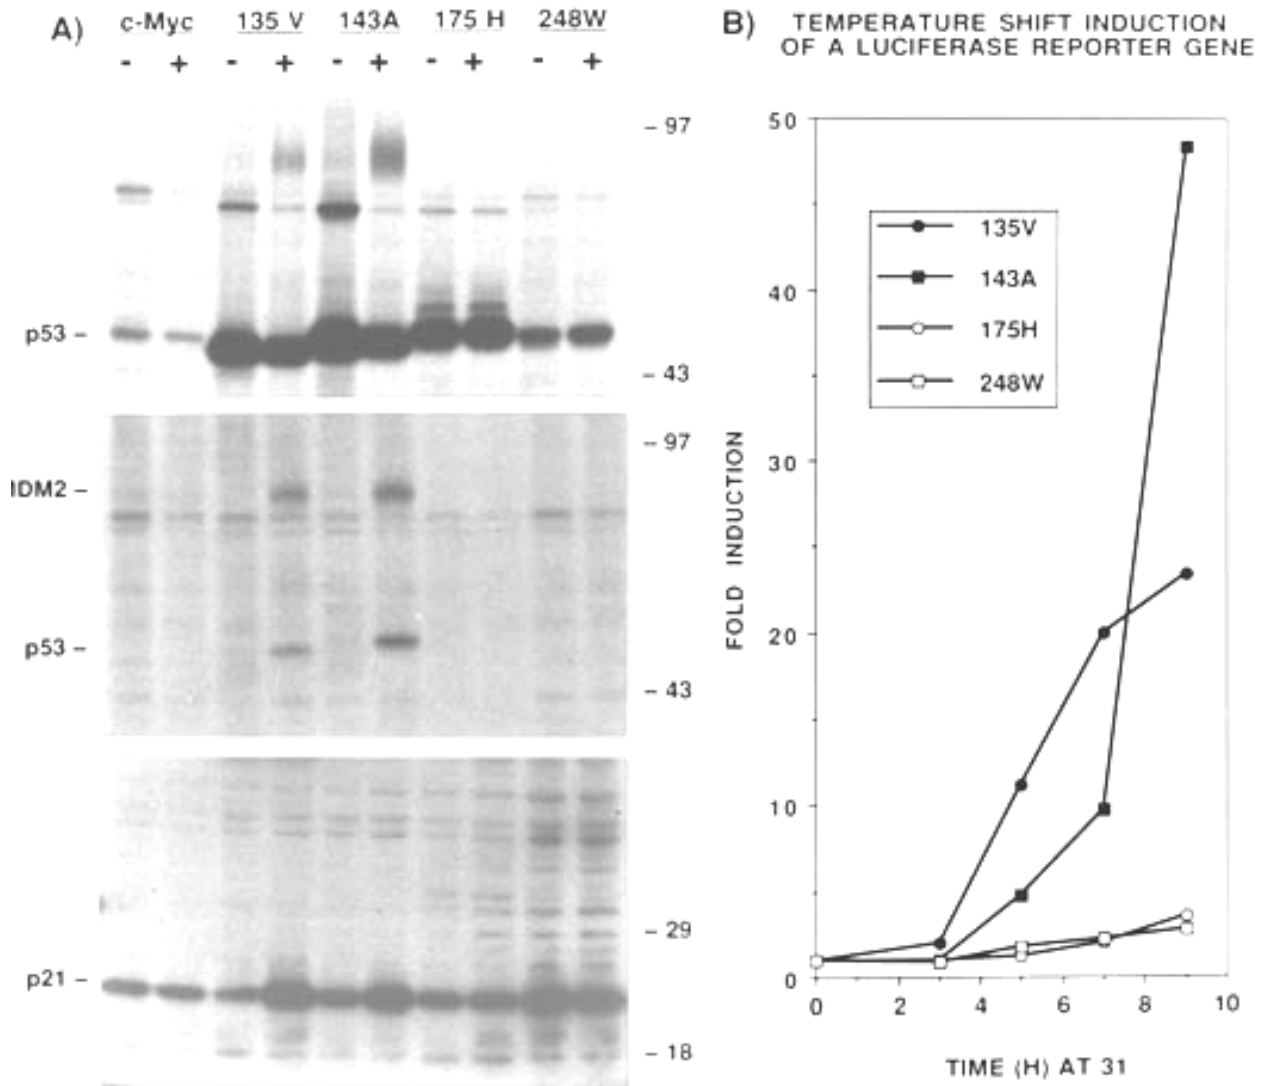 A)
c-Myc 135 V 143A 175 H 248W
- + - + - + - + - +
- 97
p53 -
- 43
- 97
IDM2 -
p53 -
- 43
- 29
p21 -
- 18
B) TEMPERATURE SHIFT INDUCTION
OF A LUCIFERASE REPORTER GENE
50
40
30
20
10
0
FOLD INDUCTION
135V
143A
175H
248W
0 2 4 6 8 10
TIME (H) AT 31